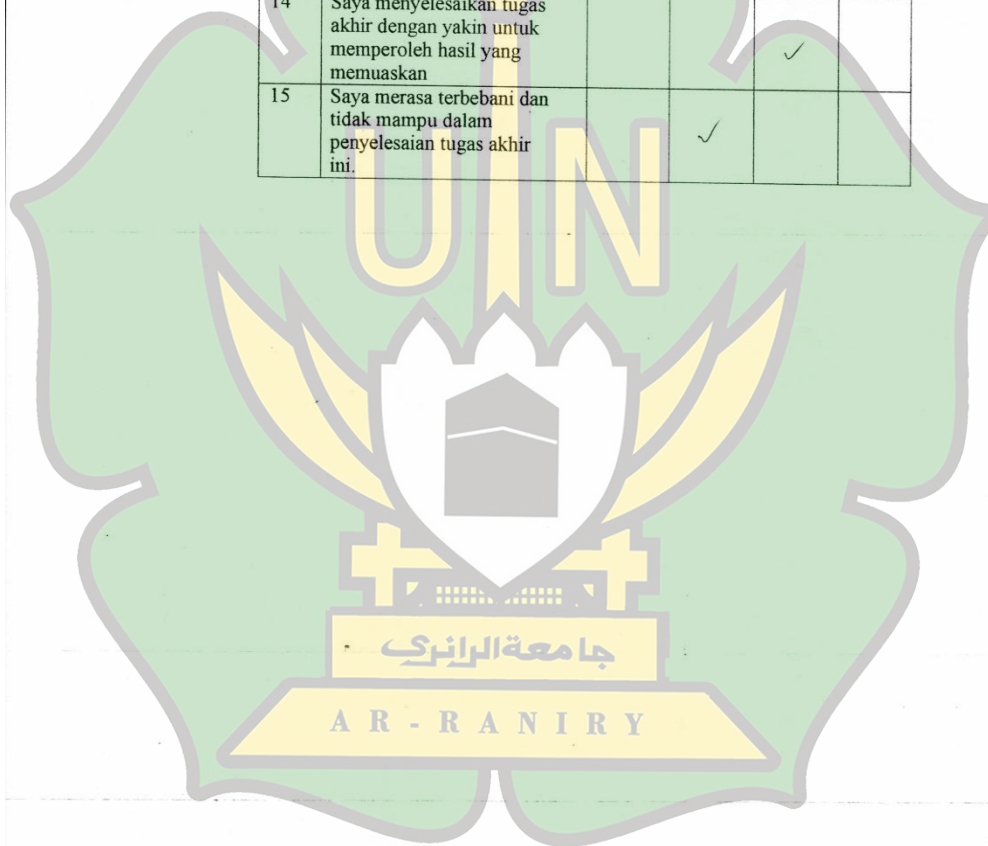 14 Saya menyelesaikan tugas
akhir dengan yakin untuk
memperoleh hasil yang
memuaskan ✓
15 Saya merasa terbebani dan
tidak mampu dalam
penyelesaian tugas akhir
ini. ✓
UIN
جامعة الرانري
AR-RANIRY